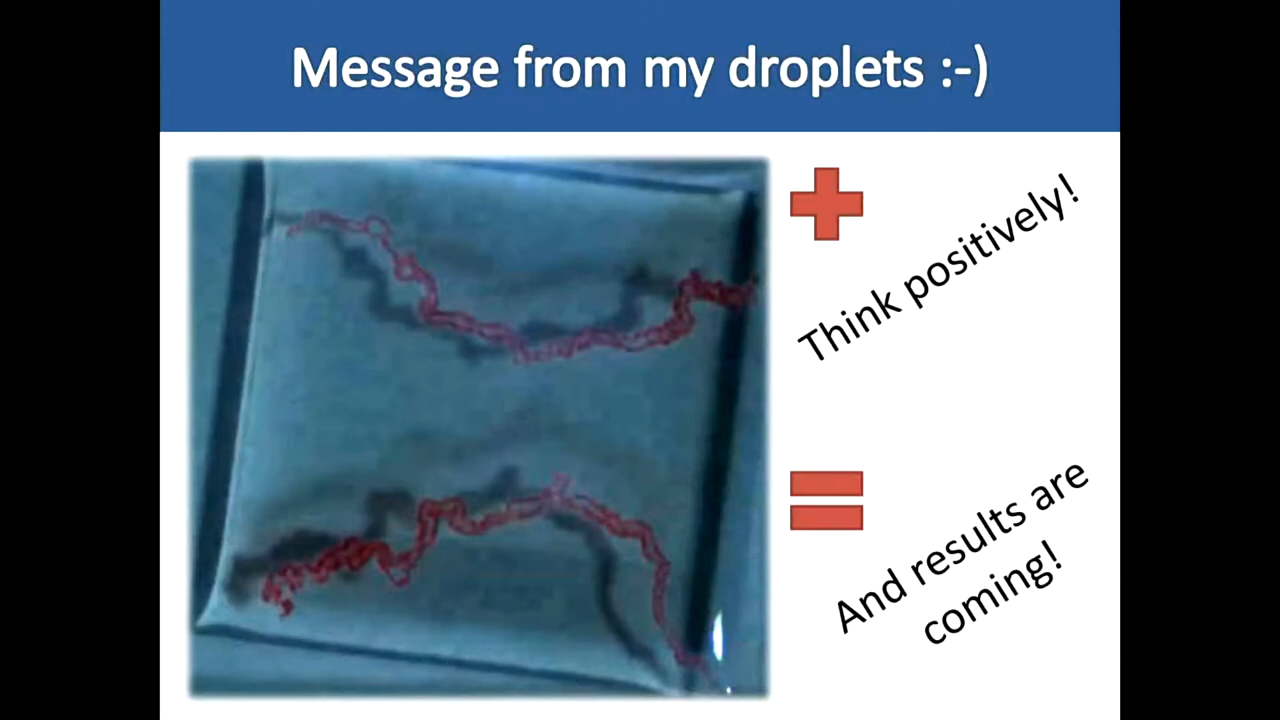 Message from my droplets :-)
Think positively!
And results are
coming!